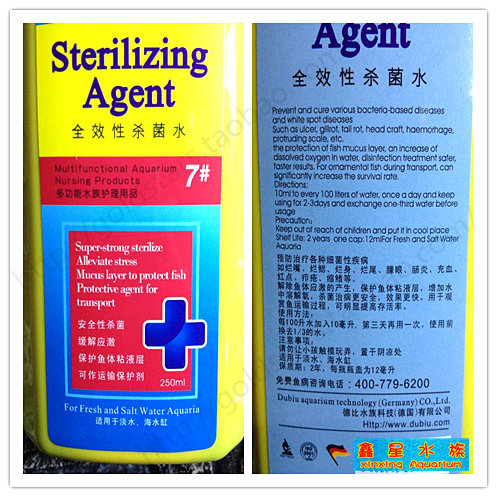 Sterilizing
Agent
全效性杀菌水
Multifunctional Aquarium
Nursing Products
7#
多功能水族护理用品
Super-strong sterilize
Alleviate stress
Mucus layer to protect fish
Protective agent for
transport
安全性杀菌
缓解应激
保护鱼体粘液层
可作运输保护剂
250ml
For Fresh and Salt Water Aquaria
适用于淡水、海水缸
Agent
全效性杀菌水
Prevent and cure various bacteria-based diseases
and white spot diseases
Such as ulcer, gillrot, tail rot, head craft, haemorrhage,
protruding scale, etc.
the protection of fish mucus layer, an increase of
dissolved oxygen in water, disinfection treatment safer,
faster results. For ornamental fish during transport, can
significantly increase the survival rate.
Directions:
10ml to every 100 liters of water, once a day and keep
using for 2-3days and exchange one-third water before
usage
Precaution:
Keep out of reach of children and put it in cool place
Shelf Life: 2 years one cap:12mlFor Fresh and Salt Water
Aquaria
预防治疗各种细菌性疾病
如烂嘴、烂鳃、烂身、烂尾、朦眼、肠炎、充血、
红点、疥疮、缩鳍等。
解除鱼体应激的产生，保护鱼体粘液层，增加水
中溶解氧，杀菌治病更安全，效果更快，用于观
赏鱼运输过程，可明显提高存活率。
使用方法:
每100升水加入10毫升，第三天再用一次，使用前
换去1/3的水。
注意事项:
请勿让小孩触摸玩弄，置于阴凉处
适用于淡水、海水缸
保质期: 2年，每瓶瓶盖为12毫升
免费鱼病咨询电话: 400-779-6200
Dubiu aquarium technology (Germany) CO.,Ltd.
德比水族科技(德国)有限公司
Http://www.dubiu.com
鑫星水族
xinxing Aquarium